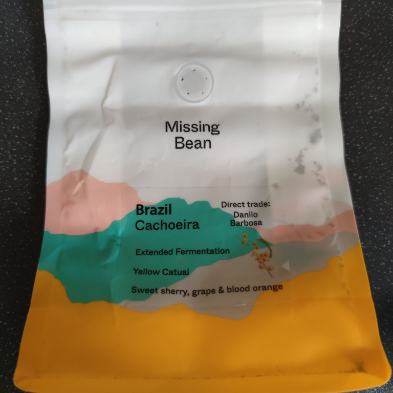 Missing
Bean
Brazil
Cachoeira
Direct trade:
Danilo
Barbosa
Extended Fermentation
Yellow Catuai
Sweet sherry, grape & blood orange